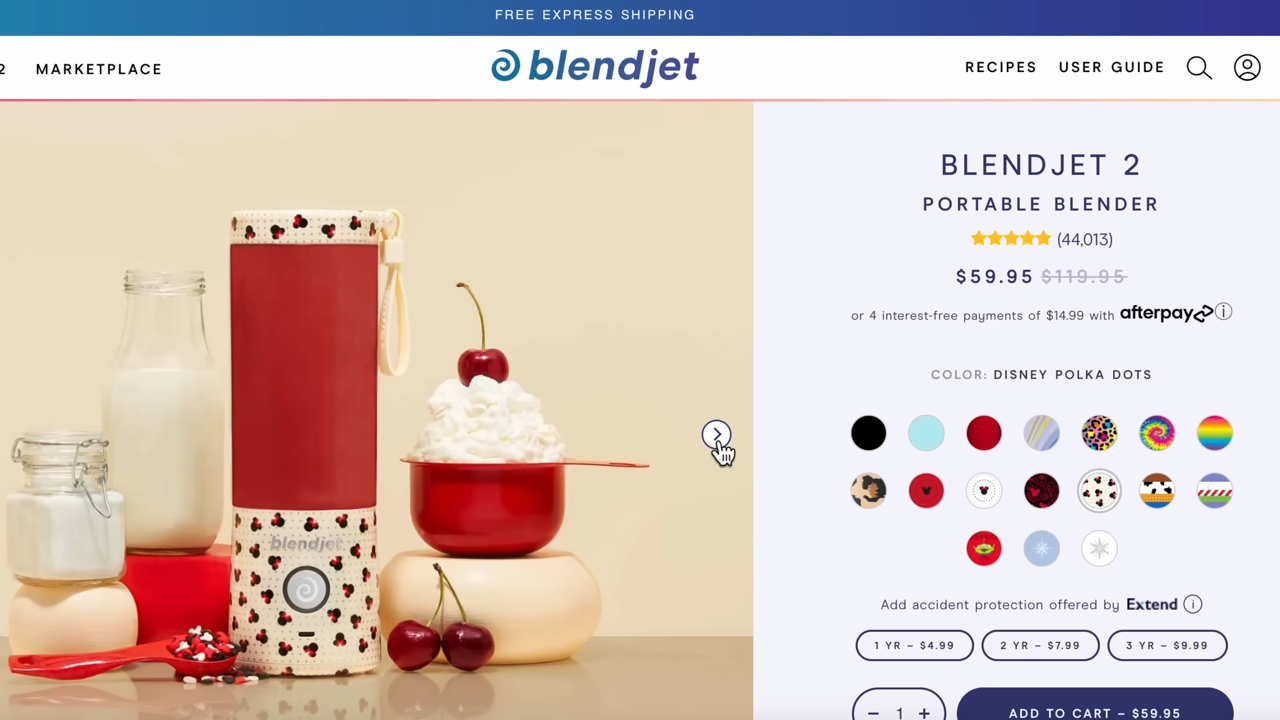 FREE EXPRESS SHIPPING
2 MARKETPLACE
blendjet
RECIPES USER GUIDE
BLENDJET 2
PORTABLE BLENDER
(44,013)
$59.95 $119.95
or 4 interest-free payments of $14.99 with afterpay
COLOR: DISNEY POLKA DOTS
blendjet
Add accident protection offered by Extend
1 YR – $4.99 2 YR – $7.99 3 YR – $9.99
− 1 + ADD TO CART – $59.95